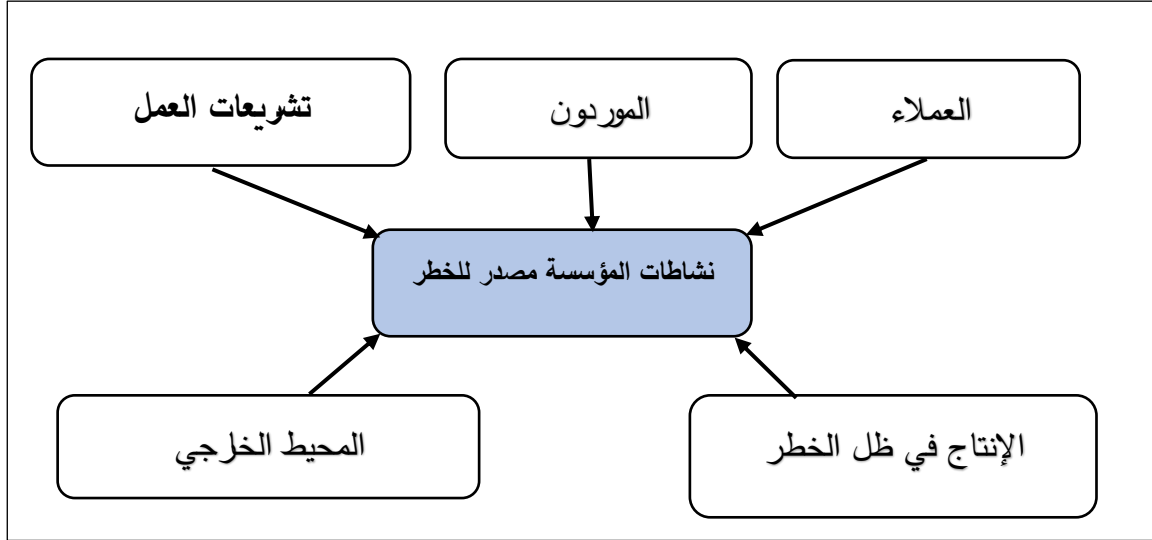 العملاء
الموردون
تشريعات العمل
نشاطات المؤسسة مصدر للخطر
الإنتاج في ظل الخطر
المحيط الخارجي